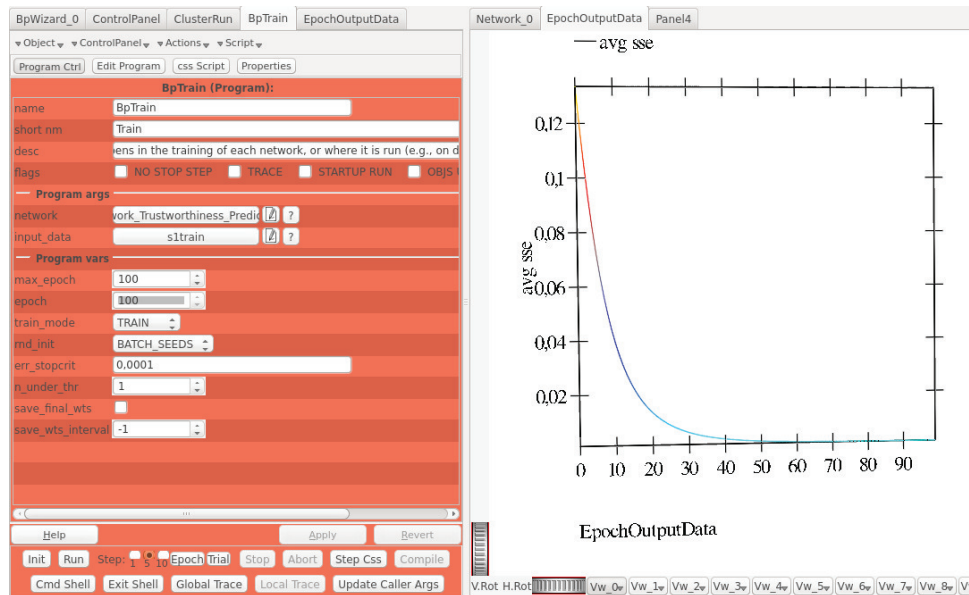 BpWizard_0 ControlPanel ClusterRun BpTrain EpochOutputData
Object ControlPanel Actions Script
Program Ctrl Edit Program css Script Properties
BpTrain (Program):
name BpTrain
short nm Train
desc ens in the training of each network, or where it is run (e.g., on d
flags NO STOP STEP TRACE STARTUP RUN OBJS
Program args
network work_Trustworthiness_Predic ?
input_data s1train ?
Program vars
max_epoch 100
epoch 100
train_mode TRAIN
rnd_init BATCH_SEEDS
err_stopcrit 0,0001
n_under_thr 1
save_final_wts
save_wts_interval -1
Help Apply Revert
Init Run Step: 1 5 10 Epoch Trial Stop Abort Step Css Compile
Cmd Shell Exit Shell Global Trace Local Trace Update Caller Args
Network_0 EpochOutputData Panel4
avg sse
0,12
0,1
0,08
0,06
0,04
0,02
avg sse
0 10 20 30 40 50 60 70 80 90
EpochOutputData
V.Rot H.Rot Vw_0 Vw_1 Vw_2 Vw_3 Vw_4 Vw_5 Vw_6 Vw_7 Vw_8 V